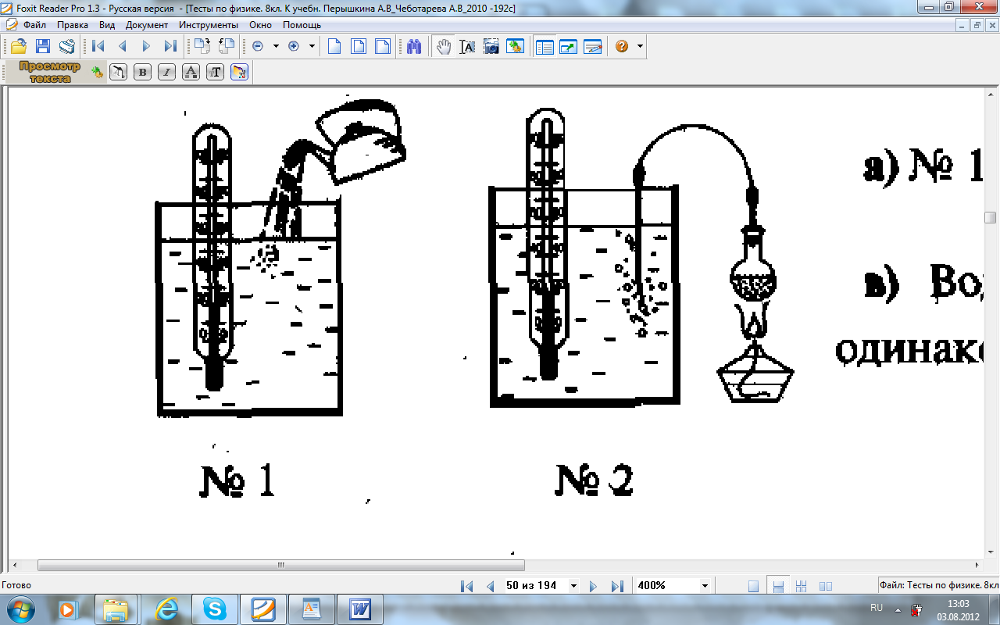 Foxit Reader Pro 1.3 - Русская версия - [Тесты по физике. 8кл. К учебн. Перышкина А.В_Чеботарева А.В_2010 -192с]
Файл Правка Вид Документ Инструменты Окно Помощь
Просмотр
текста
а) № 1
в) Во
одинак
№ 1
№ 2
Готово
50 из 194
400%
Файл: Тесты по физике. 8кл
RU
13:03
03.08.2012